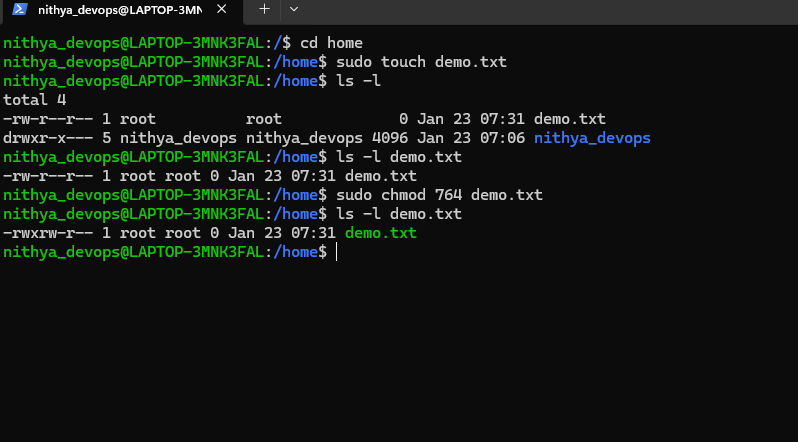 nithya_devops@LAPTOP-3MN
nithya_devops@LAPTOP-3MNK3FAL:/$ cd home
nithya_devops@LAPTOP-3MNK3FAL:/home$ sudo touch demo.txt
nithya_devops@LAPTOP-3MNK3FAL:/home$ ls -l
total 4
-rw-r--r-- 1 root          root             0 Jan 23 07:31 demo.txt
drwxr-x--- 5 nithya_devops nithya_devops 4096 Jan 23 07:06 nithya_devops
nithya_devops@LAPTOP-3MNK3FAL:/home$ ls -l demo.txt
-rw-r--r-- 1 root root 0 Jan 23 07:31 demo.txt
nithya_devops@LAPTOP-3MNK3FAL:/home$ sudo chmod 764 demo.txt
nithya_devops@LAPTOP-3MNK3FAL:/home$ ls -l demo.txt
-rwxrw-r-- 1 root root 0 Jan 23 07:31 demo.txt
nithya_devops@LAPTOP-3MNK3FAL:/home$